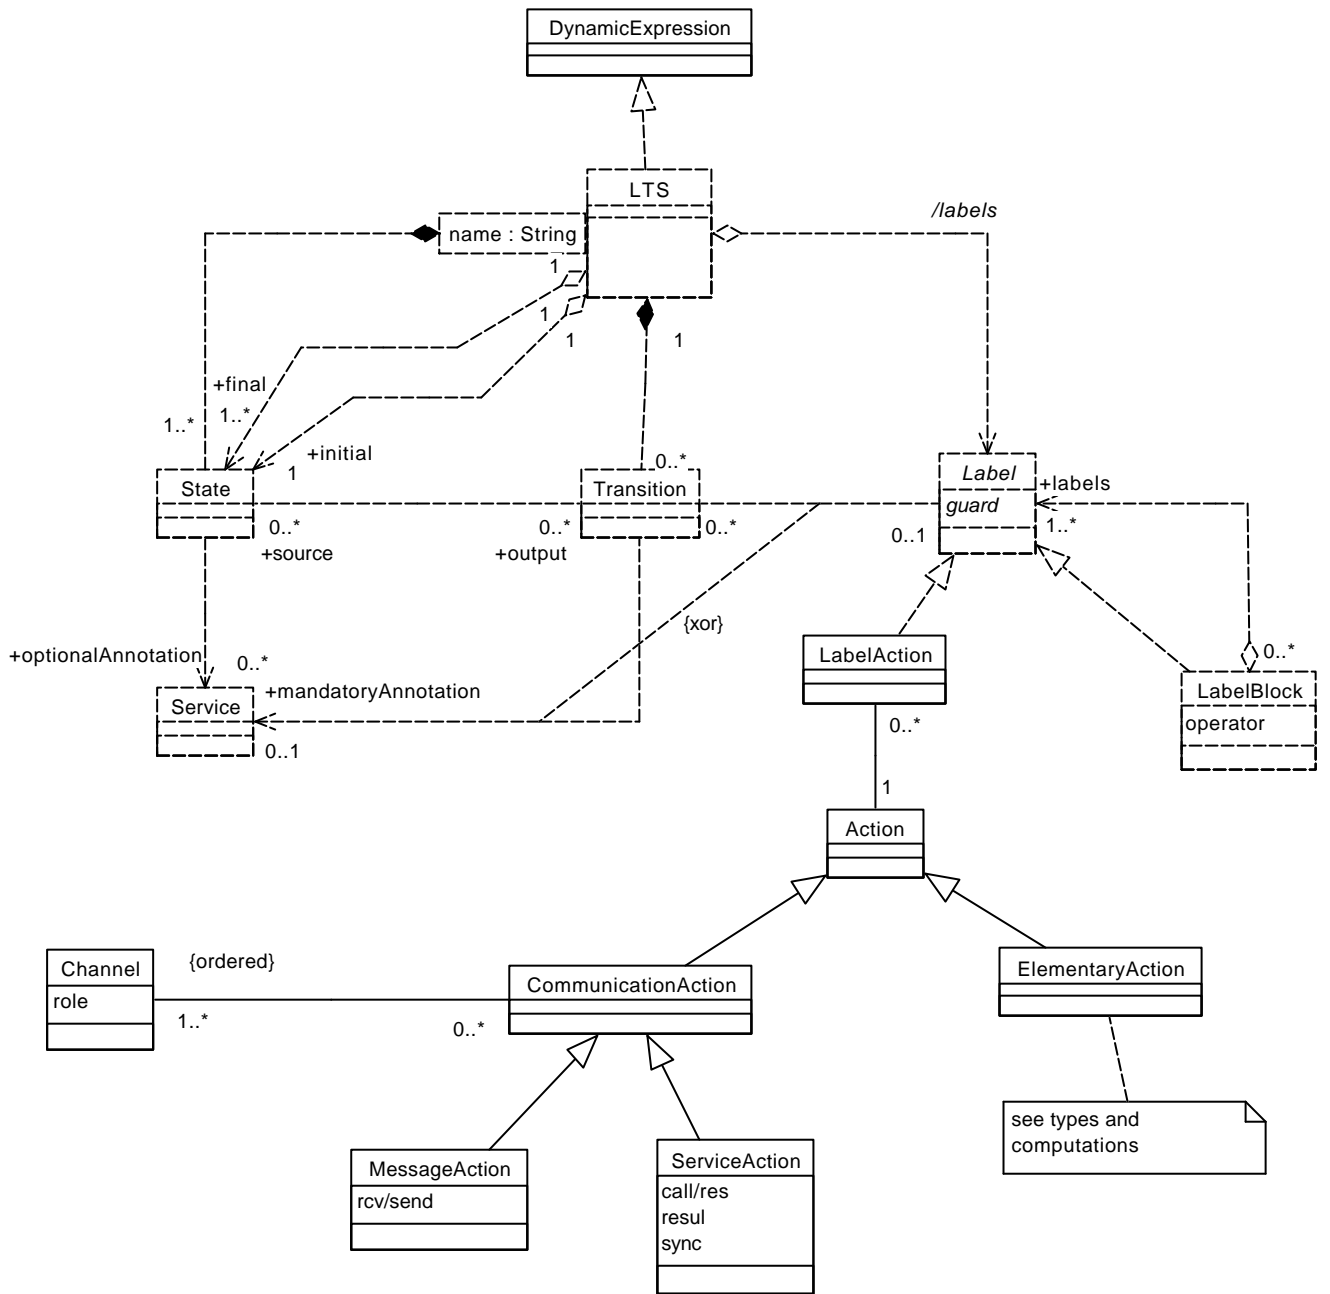 DynamicExpression
LTS
/labels
name : String
1
1
1
1
+final
1..*
1..*
+initial
1
0..*
State
Transition
Label
+labels
guard
0..*
0..*
0..*
0..1
1..*
+source
+output
{xor}
+optionalAnnotation
0..*
LabelAction
0..*
Service
+mandatoryAnnotation
LabelBlock
operator
0..1
0..*
1
Action
Channel
{ordered}
role
CommunicationAction
ElementaryAction
1..*
0..*
see types and
computations
MessageAction
rcv/send
ServiceAction
call/res
resul
sync